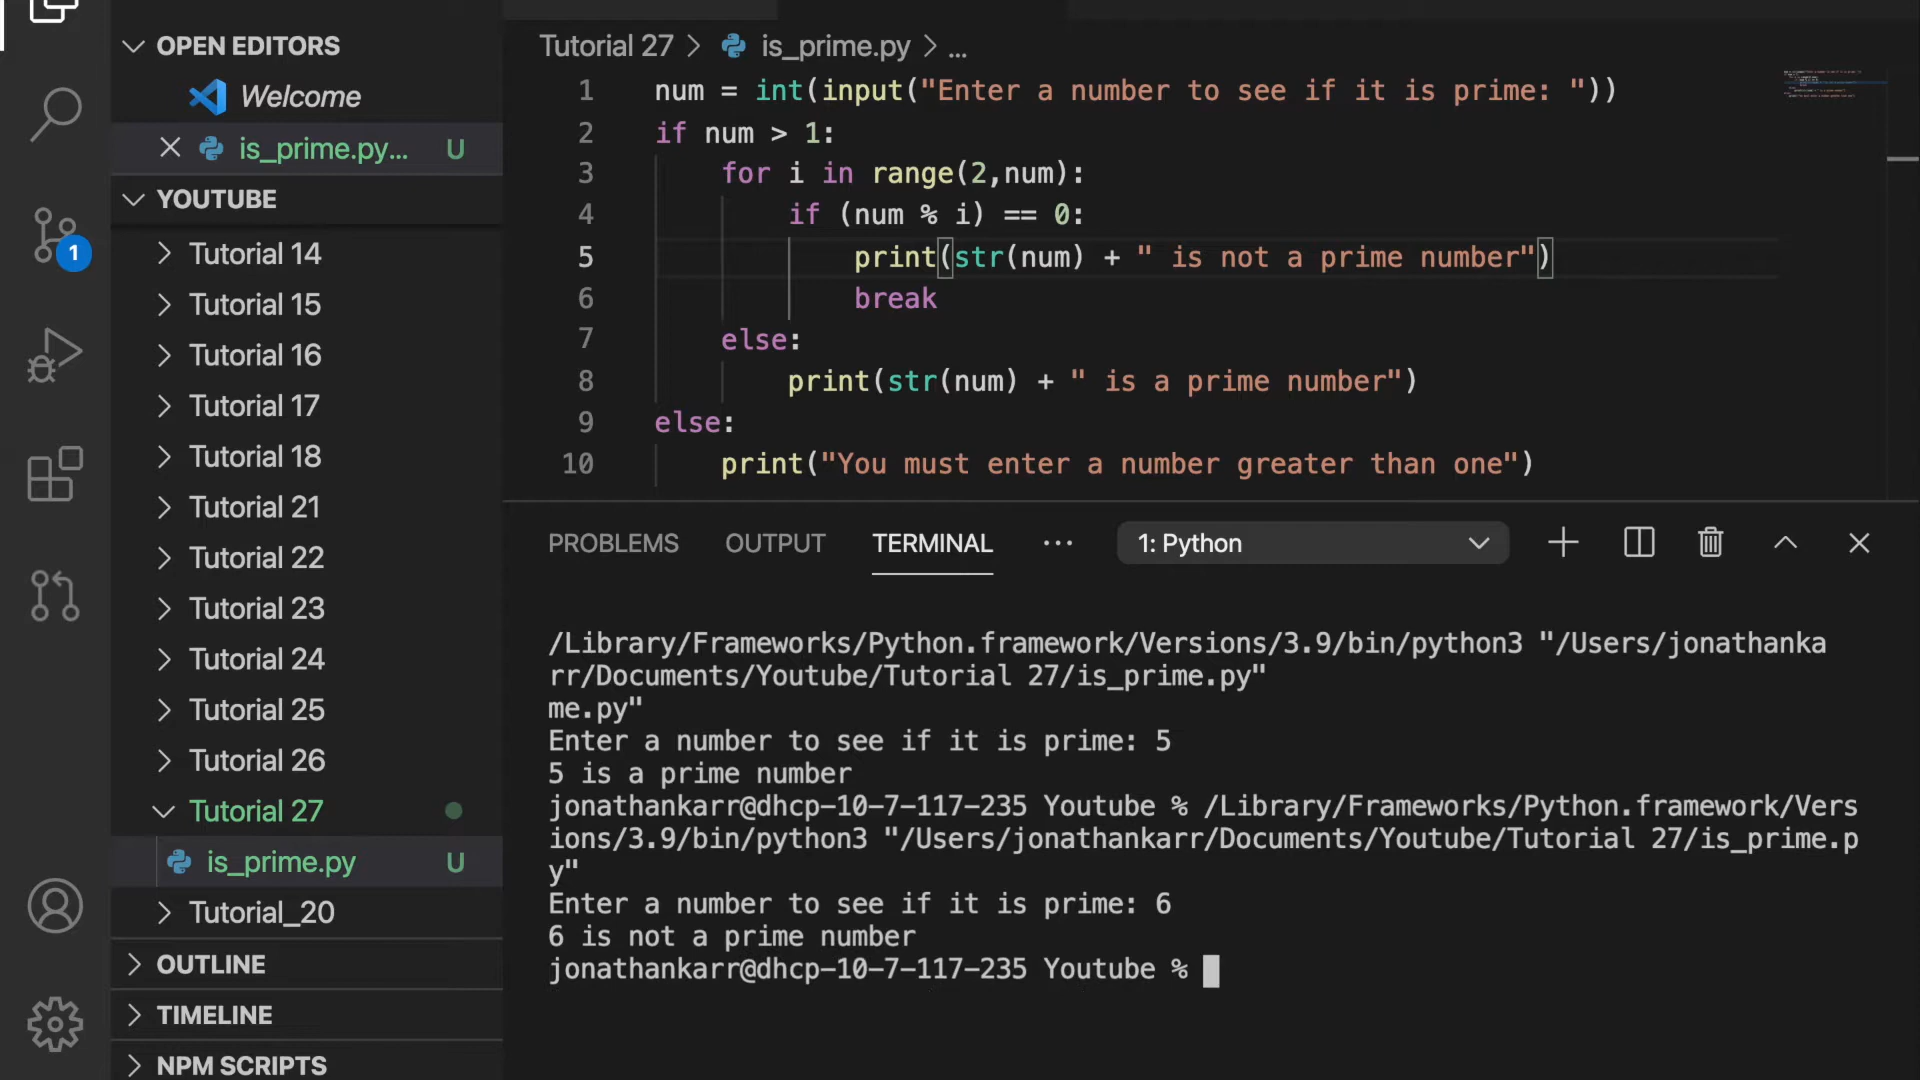 OPEN EDITORS
Welcome
is_prime.py... U
YOUTUBE
Tutorial 14
Tutorial 15
Tutorial 16
1
Tutorial 17
Tutorial 18
Tutorial 21
Tutorial 22
Tutorial 23
Tutorial 24
Tutorial 25
Tutorial 26
Tutorial 27
is_prime.py U
Tutorial_20
OUTLINE
TIMELINE
NPM SCRIPTS
Tutorial 27 > is_prime.py > ...
1 num = int(input("Enter a number to see if it is prime: "))
2 if num > 1:
3 for i in range(2,num):
4 if (num % i) == 0:
5 print(str(num) + " is not a prime number")
6 break
7 else:
8 print(str(num) + " is a prime number")
9 else:
10 print("You must enter a number greater than one")
PROBLEMS OUTPUT TERMINAL ... 1: Python
/Library/Frameworks/Python.framework/Versions/3.9/bin/python3 "/Users/jonathanka
rr/Documents/Youtube/Tutorial 27/is_prime.py"
me.py"
Enter a number to see if it is prime: 5
5 is a prime number
jonathankarr@dhcp-10-7-117-235 Youtube % /Library/Frameworks/Python.framework/Vers
ions/3.9/bin/python3 "/Users/jonathankarr/Documents/Youtube/Tutorial 27/is_prime.p
y"
Enter a number to see if it is prime: 6
6 is not a prime number
jonathankarr@dhcp-10-7-117-235 Youtube %